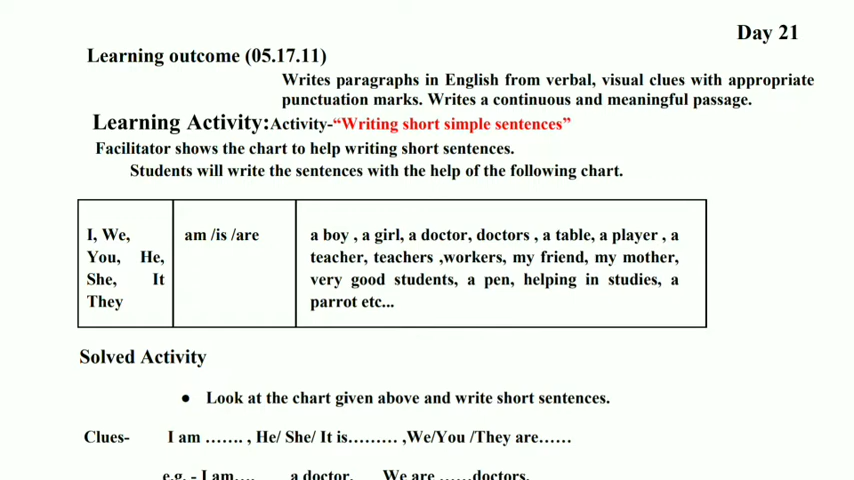 Day 21
Learning outcome (05.17.11)
Writes paragraphs in English from verbal, visual clues with appropriate
punctuation marks. Writes a continuous and meaningful passage.
Learning Activity:Activity-“Writing short simple sentences”
Facilitator shows the chart to help writing short sentences.
Students will write the sentences with the help of the following chart.
I, We,
You, He,
She, It
They
am /is /are
a boy , a girl, a doctor, doctors , a table, a player , a
teacher, teachers ,workers, my friend, my mother,
very good students, a pen, helping in studies, a
parrot etc...
Solved Activity
● Look at the chart given above and write short sentences.
Clues- I am ……. , He/ She/ It is……… ,We/You /They are……
e.g. - I am…. a doctor. We are ……doctors.